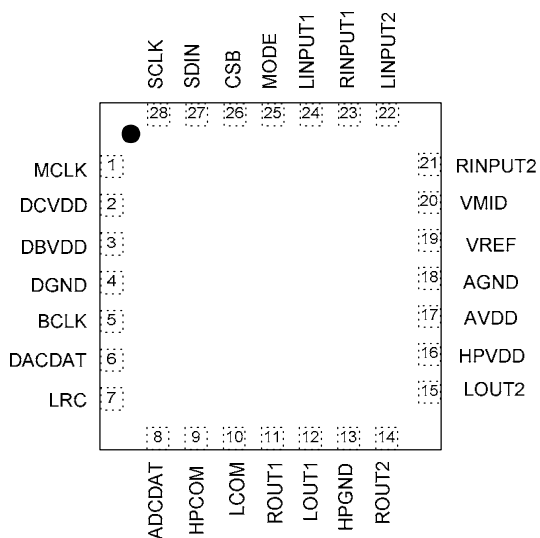 SCLK
SDIN
CSB
MODE
LINPUT1
RINPUT1
LINPUT2
28
27
26
25
24
23
22
MCLK
1
DCVDD
2
DBVDD
3
DGND
4
BCLK
5
DACDAT
6
LRC
7
21
RINPUT2
20
VMID
19
VREF
18
AGND
17
AVDD
16
HPVDD
15
LOUT2
8
9
10
11
12
13
14
ADCDAT
HPCOM
LCOM
ROUT1
LOUT1
HPGND
ROUT2